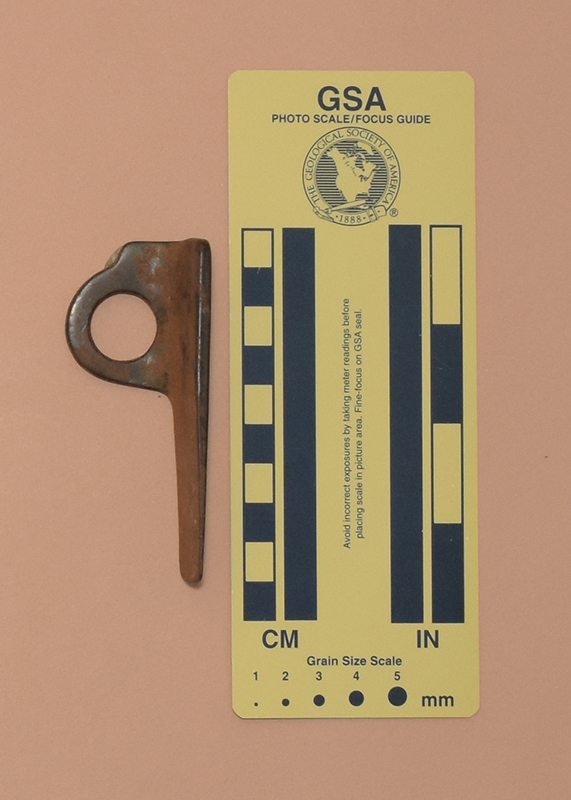 GSA
PHOTO SCALE/FOCUS GUIDE
THE GEOLOGICAL SOCIETY OF AMERICA
·1888·
®
Avoid incorrect exposures by taking meter readings before
placing scale in picture area. Fine-focus on GSA seal.
CM IN
Grain Size Scale
1 2 3 4 5
mm